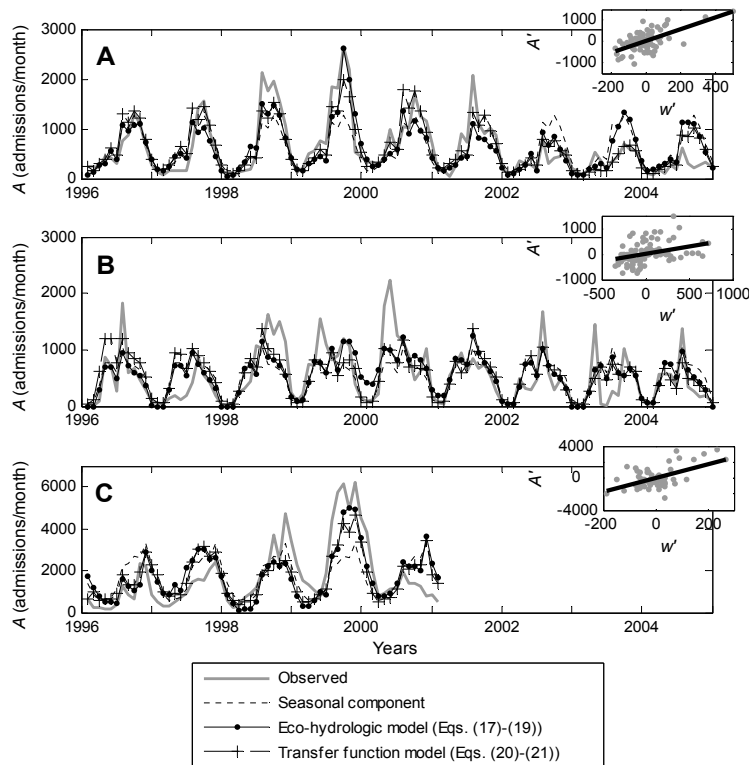 A
A (admissions/month)
3000
2000
1000
0
1996
1998
2000
2002
2004
A'
1000
0
-1000
-200
0
200
400
w'
B
A (admissions/month)
3000
2000
1000
0
1996
1998
2000
2002
2004
A'
1000
0
-1000
-500
0
500
1000
w'
C
A (admissions/month)
6000
4000
2000
0
1996
1998
2000
2002
2004
Years
A'
4000
0
-4000
-200
0
200
w'
Observed
Seasonal component
Eco-hydrologic model (Eqs. (17)-(19))
Transfer function model (Eqs. (20)-(21))